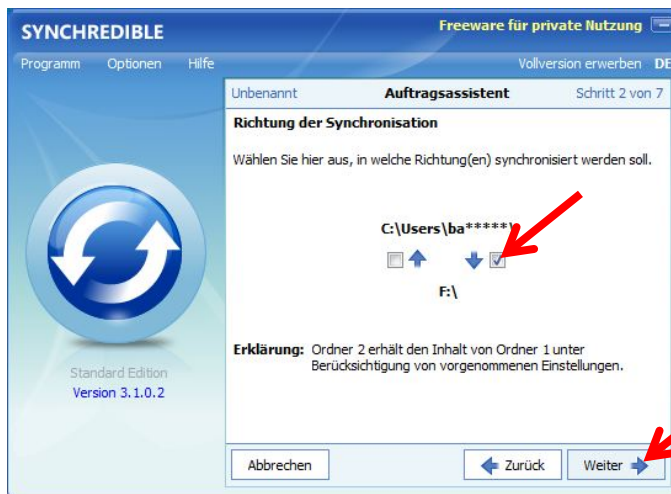 SYNCHREDIBLE
Freeware für private Nutzung
Programm Optionen Hilfe Vollversion erwerben DE
Unbenannt Auftragsassistent Schritt 2 von 7
Richtung der Synchronisation
Wählen Sie hier aus, in welche Richtung(en) synchronisiert werden soll.
C:\Users\ba*****\
F:\
Erklärung: Ordner 2 erhält den Inhalt von Ordner 1 unter
Berücksichtigung von vorgenommenen Einstellungen.
Standard Edition
Version 3.1.0.2
Abbrechen Zurück Weiter